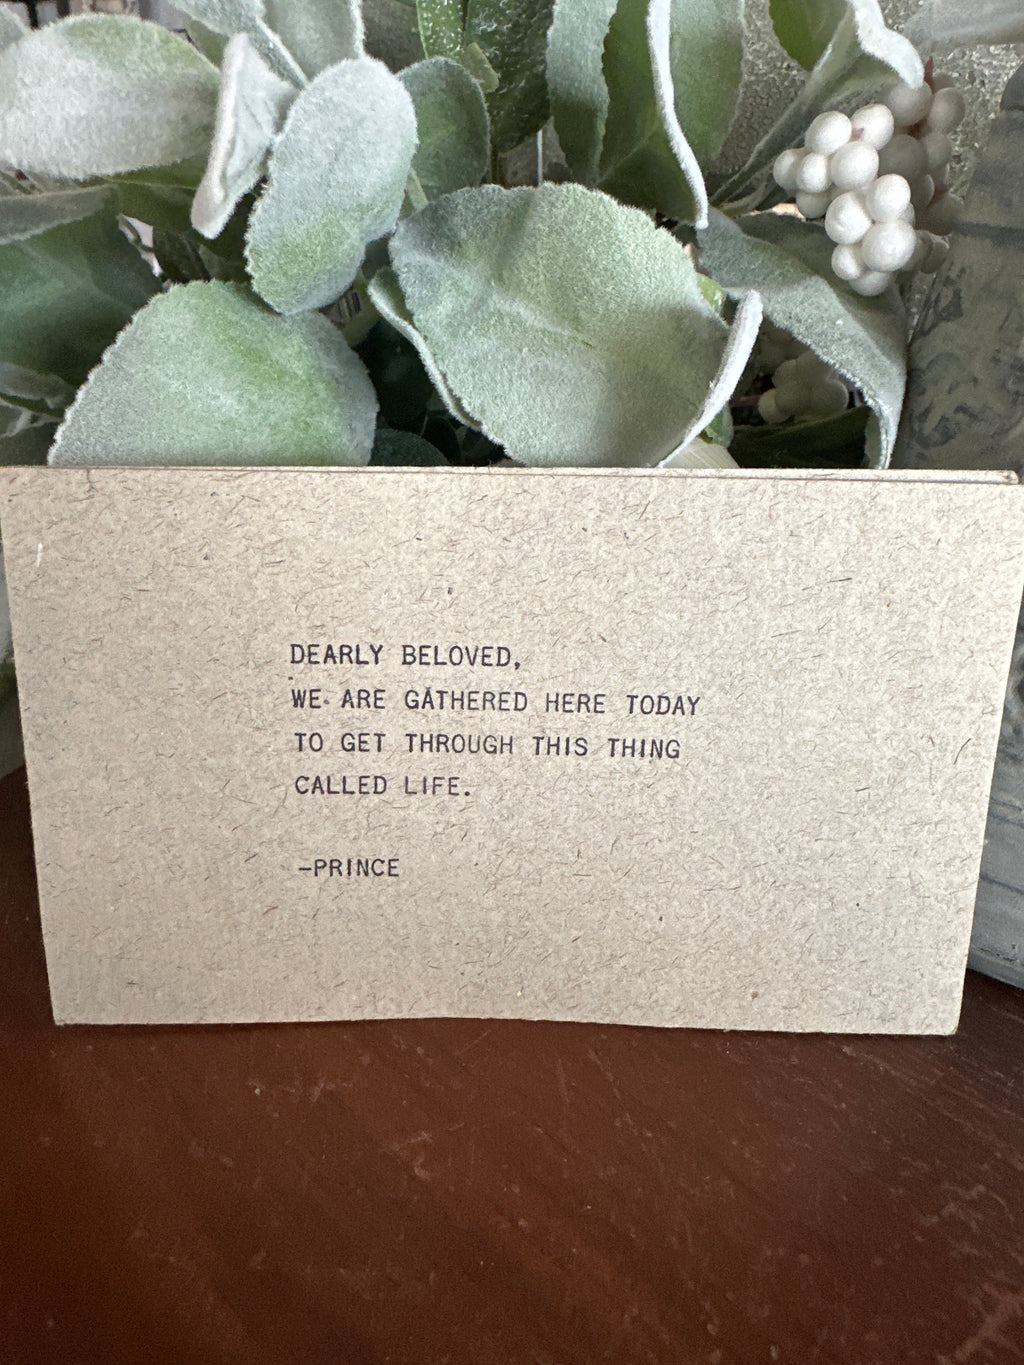 DEARLY BELOVED,
WE ARE GATHERED HERE TODAY
TO GET THROUGH THIS THING
CALLED LIFE.
-PRINCE